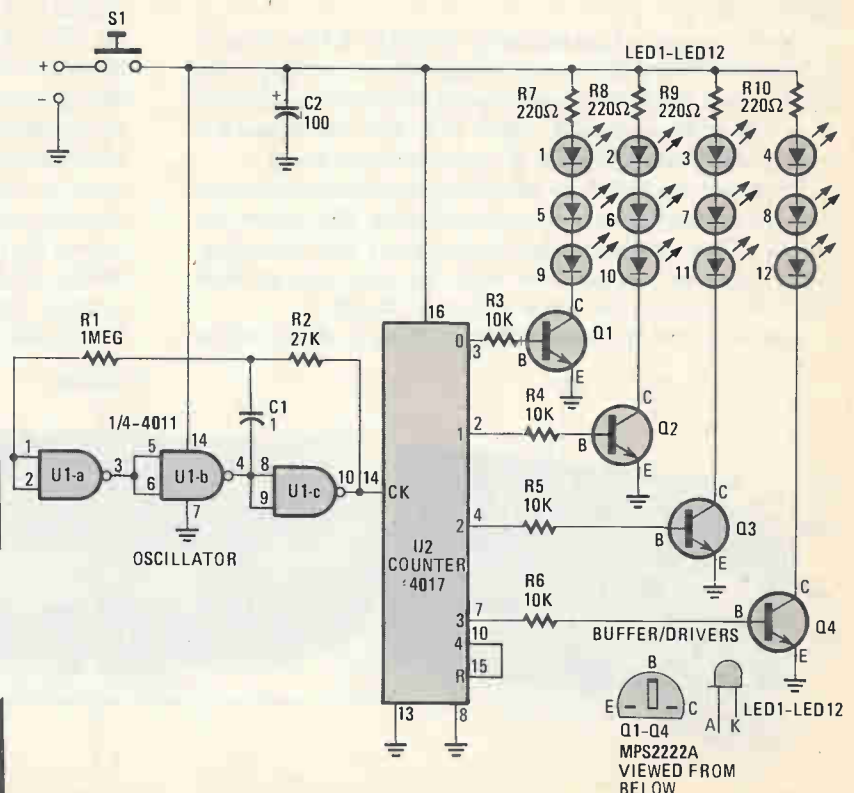 S1
LED1-LED12
+
-
+
C2
100
R7
220Ω
R8
220Ω
R9
220Ω
R10
220Ω
1
2
3
4
5
6
7
8
9
10
11
12
R1
1MEG
R2
27K
C1
1
1/4-4011
1
2
U1-a
3
5
6
14
U1-b
7
4
8
9
U1-c
10
14
CK
OSCILLATOR
16
U2
COUNTER
4017
0
3
1
2
2
4
3
7
4
10
R
15
13
8
R3
10K
B
C
E
Q1
R4
10K
B
C
E
Q2
R5
10K
B
C
E
Q3
R6
10K
B
C
E
Q4
BUFFER/DRIVERS
B
E
C
Q1-Q4
MPS2222A
VIEWED FROM
BELOW
A
K
LED1-LED12